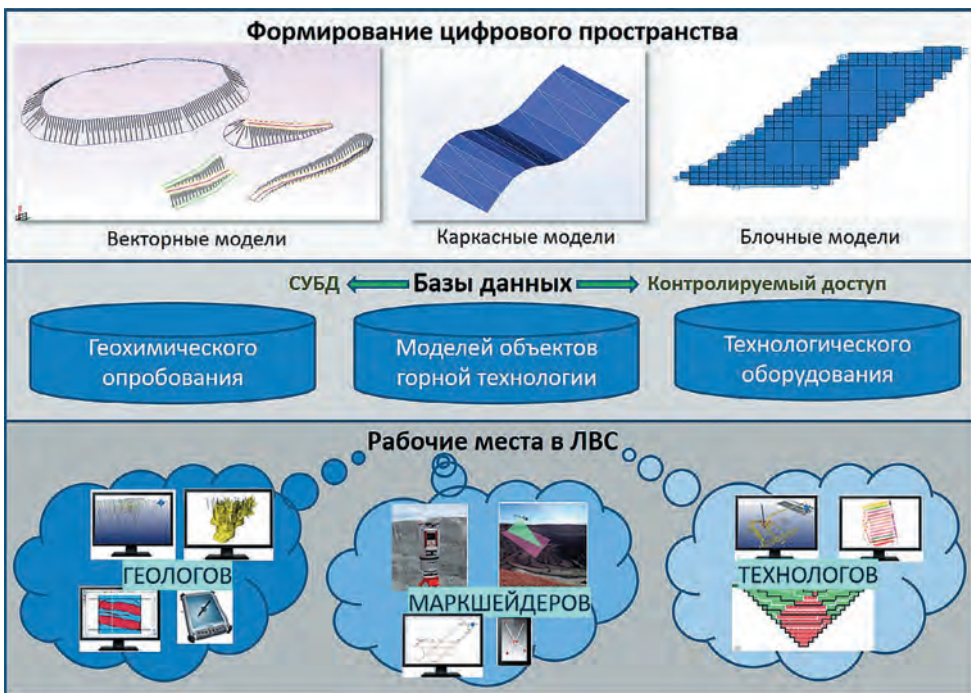 Формирование цифрового пространства
Векторные модели
Каркасные модели
Блочные модели
СУБД
Базы данных
Контролируемый доступ
Геохимического
опробования
Моделей объектов
горной технологии
Технологического
оборудования
Рабочие места в ЛВС
ГЕОЛОГОВ
МАРКШЕЙДЕРОВ
ТЕХНОЛОГОВ